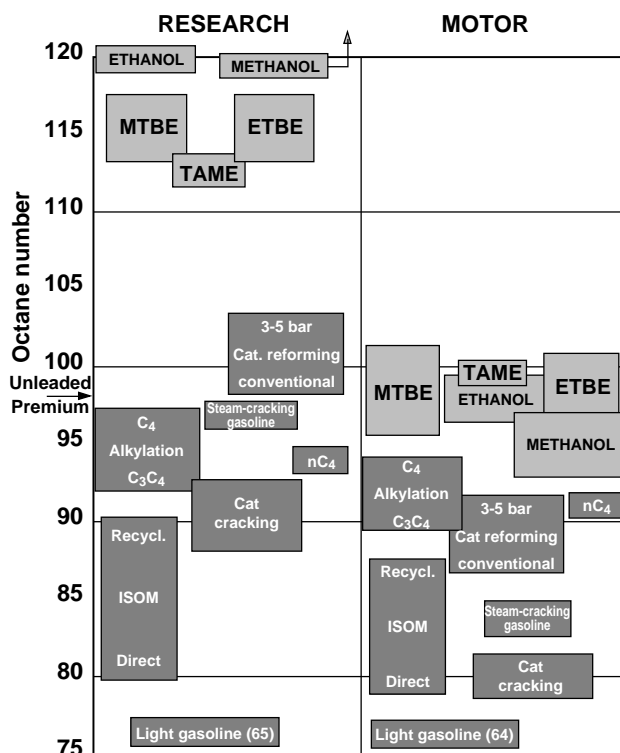 RESEARCH
MOTOR
Octane number
120
115
110
105
100
Unleaded
Premium
95
90
85
80
75
ETHANOL
METHANOL
MTBE
ETBE
TAME
3-5 bar
Cat. reforming
conventional
Steam-cracking
gasoline
C₄
Alkylation
C₃C₄
nC₄
Cat
cracking
Recycl.
ISOM
Direct
Light gasoline (65)
MTBE
TAME
ETHANOL
ETBE
METHANOL
C₄
Alkylation
C₃C₄
3-5 bar
Cat reforming
conventional
nC₄
Recycl.
ISOM
Direct
Steam-cracking
gasoline
Cat
cracking
Light gasoline (64)